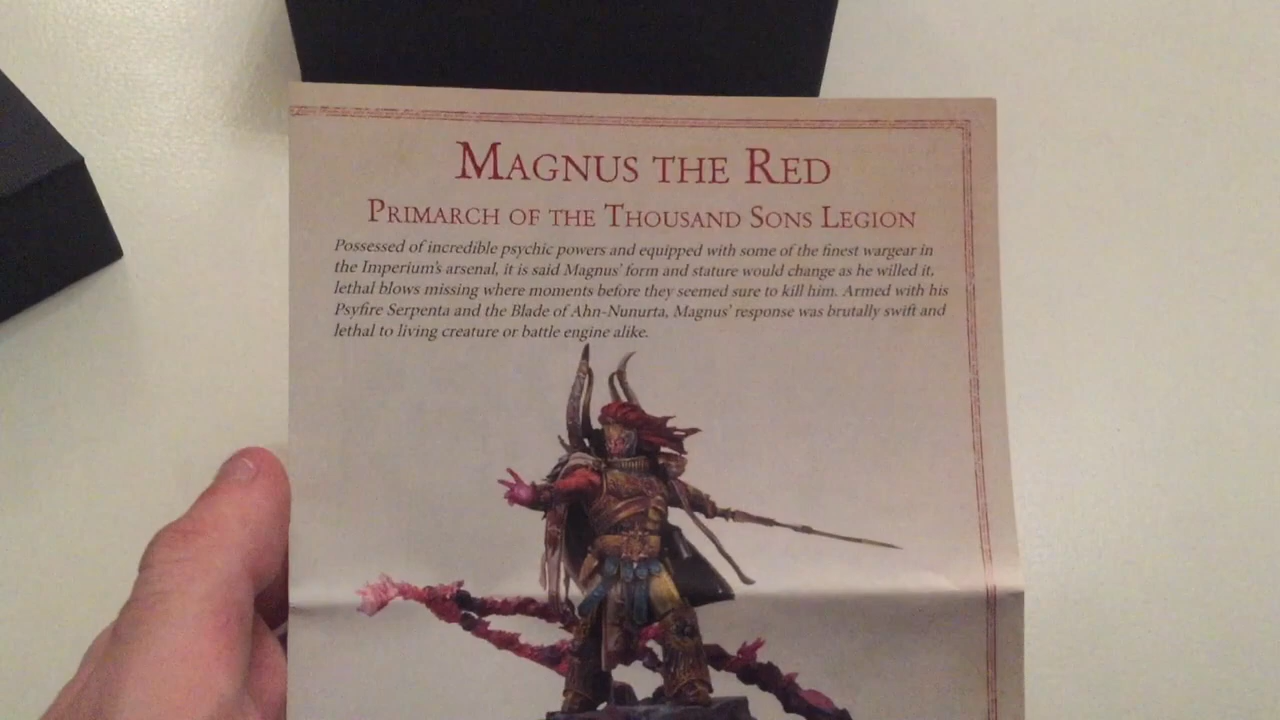 MAGNUS THE RED
PRIMARCH OF THE THOUSAND SONS LEGION
Possessed of incredible psychic powers and equipped with some of the finest wargear in
the Imperium's arsenal, it is said Magnus' form and stature would change as he willed it,
lethal blows missing where moments before they seemed sure to kill him. Armed with his
Psyfire Serpenta and the Blade of Ahn-Nunurta, Magnus' response was brutally swift and
lethal to living creature or battle engine alike.